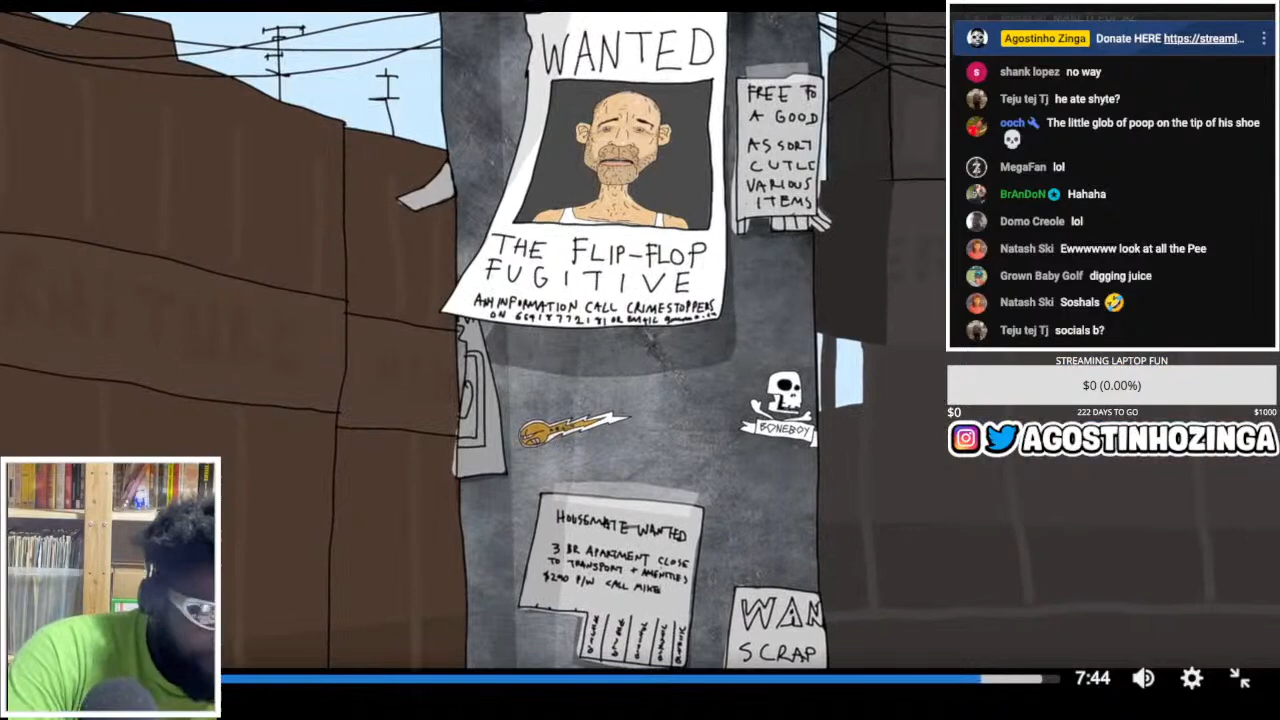 WANTED
THE FLIP-FLOP
FUGITIVE
INFORMATION CALL CRIMESTOPPERS
FREE TO
A GOOD
ASSORT
CUTLE
VARIOUS
ITEMS
BONEBOY
HOUSEMATE WANTED
3 BR APARTMENT CLOSE
TO TRANSPORT + AMENITIES
P/W CALL MIKE
WAN
SCRAP
7:44
Agostinho Zinga Donate HERE https://streaml...
shank lopez no way
Teju tej Tj he ate shyte?
ooch The little glob of poop on the tip of his shoe
MegaFan lol
BrAnDoN Hahaha
Domo Creole lol
Natash Ski Ewwwwww look at all the Pee
Grown Baby Golf digging juice
Natash Ski Soshals
Teju tej Tj socials b?
STREAMING LAPTOP FUN
$0 (0.00%)
$0 222 DAYS TO GO $1000
AGOSTINHOZINGA